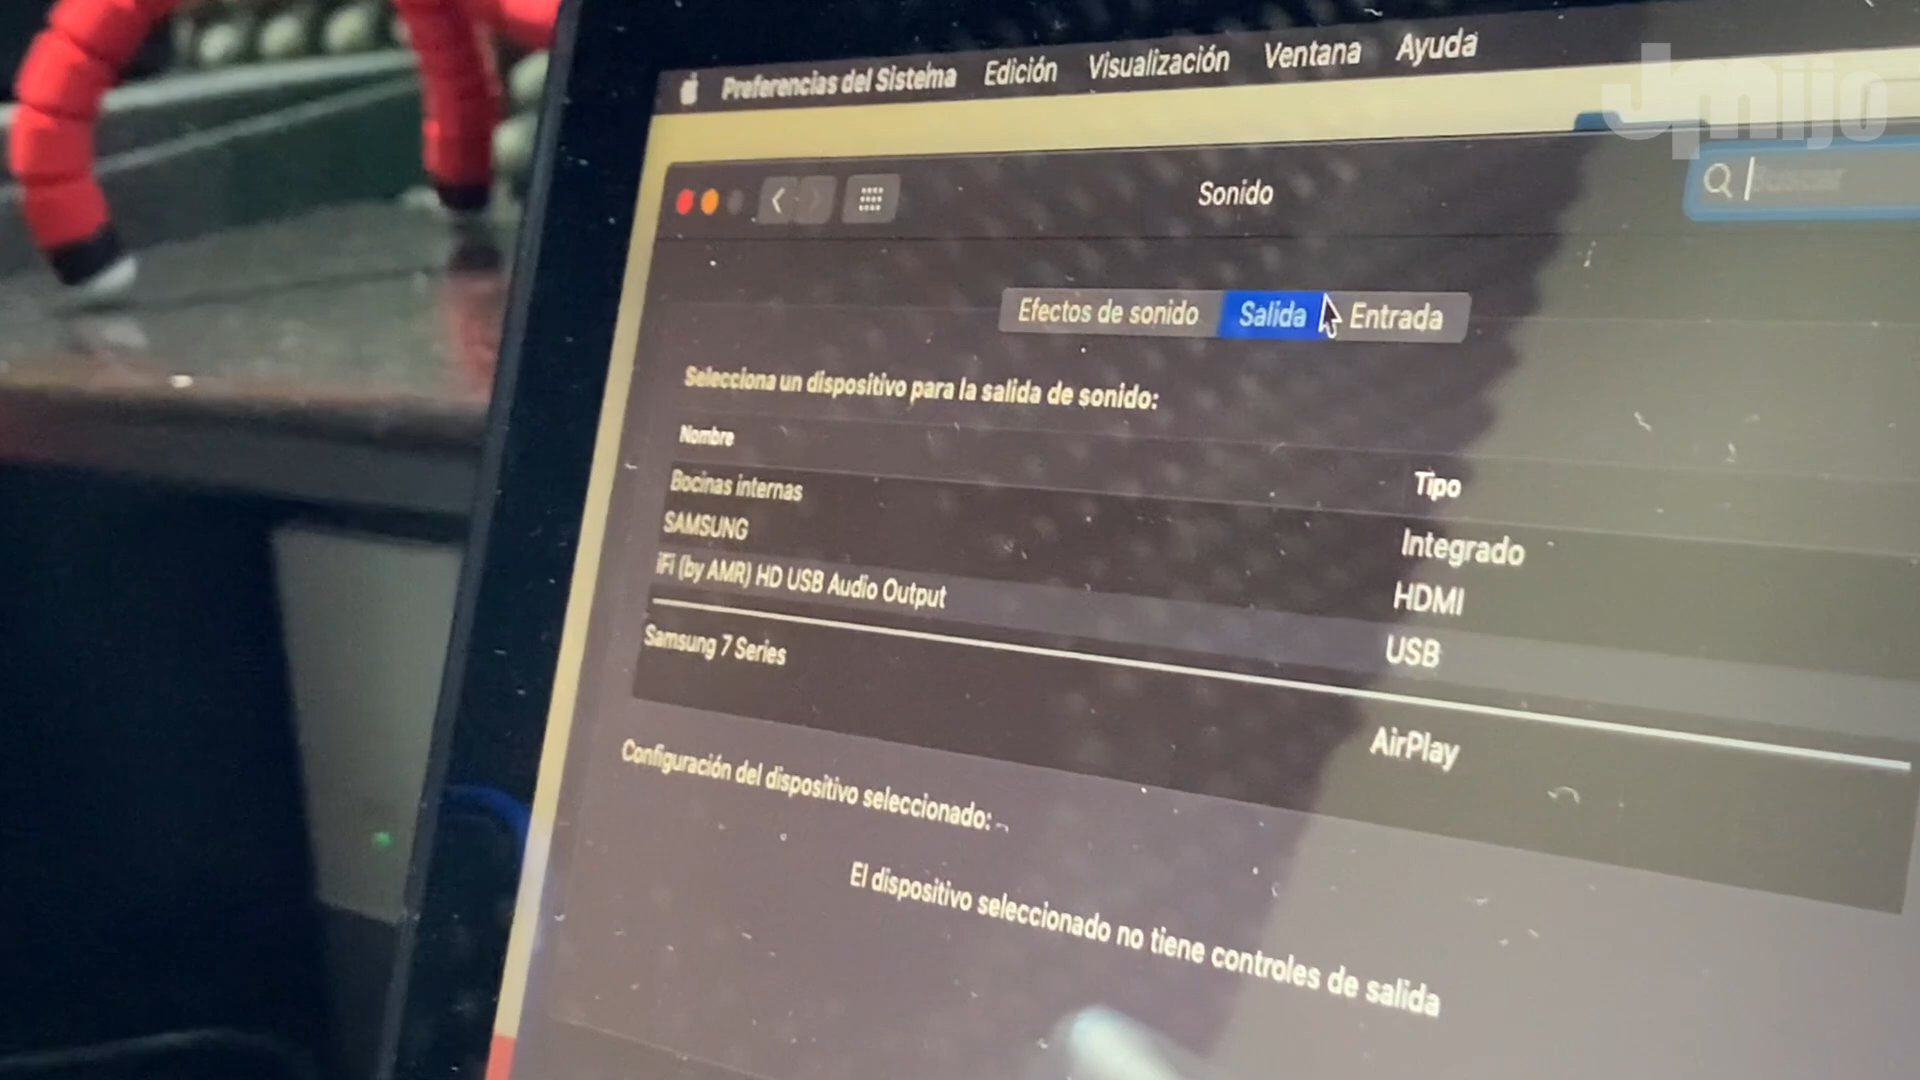 Preferencias del Sistema Edición Visualización Ventana Ayuda
Jmijo
Sonido
Buscar
Efectos de sonido Salida Entrada
Selecciona un dispositivo para la salida de sonido:
Nombre Tipo
Bocinas internas Integrado
SAMSUNG HDMI
iFi (by AMR) HD USB Audio Output USB
Samsung 7 Series AirPlay
Configuración del dispositivo seleccionado:
El dispositivo seleccionado no tiene controles de salida